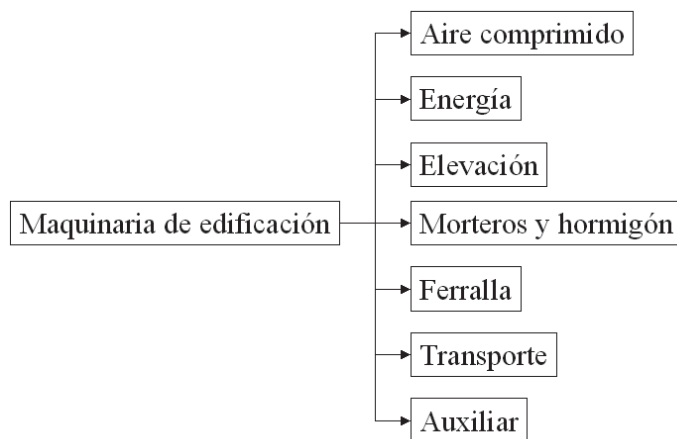 Aire comprimido
Energía
Elevación
Maquinaria de edificación
Morteros y hormigón
Ferralla
Transporte
Auxiliar